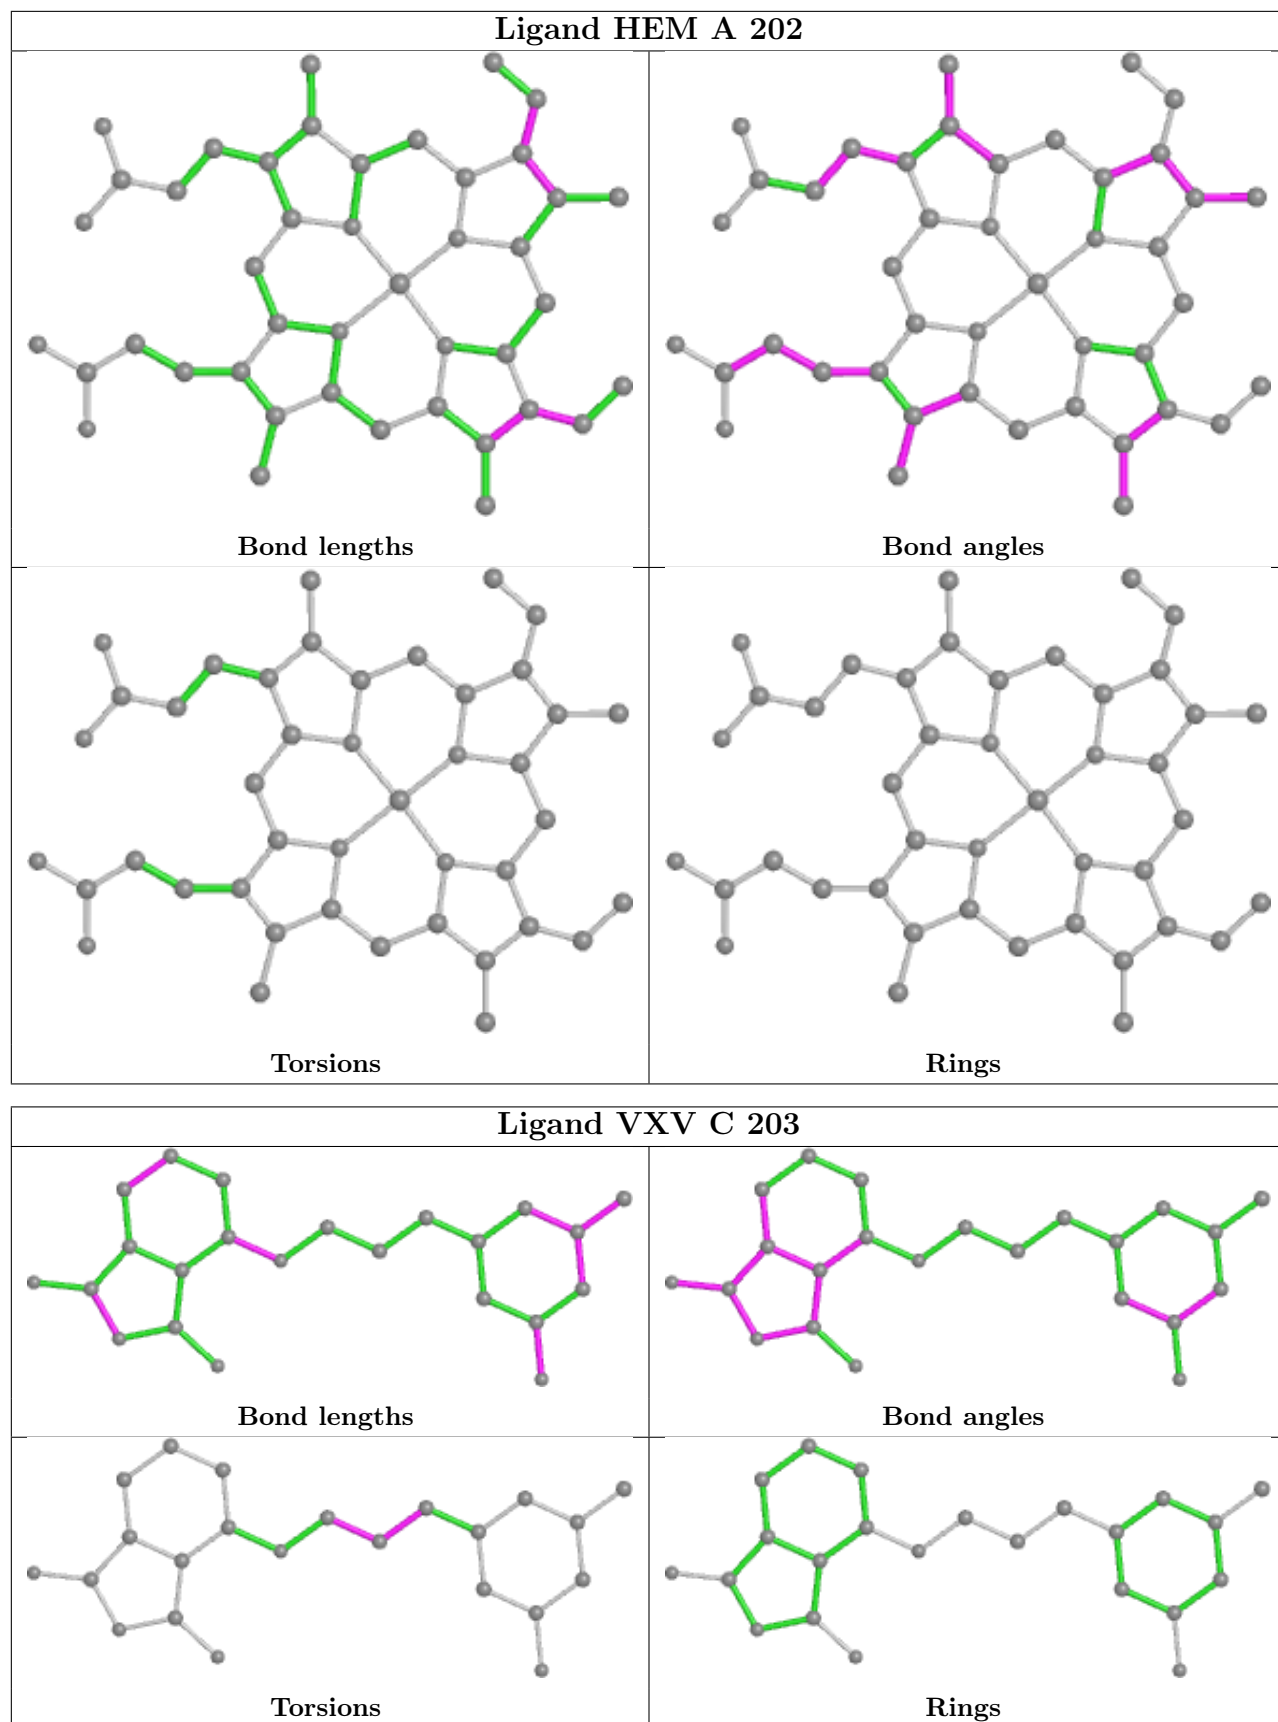 Ligand HEM A 202
Bond lengths
Bond angles
Torsions
Rings
Ligand VXV C 203
Bond lengths
Bond angles
Torsions
Rings